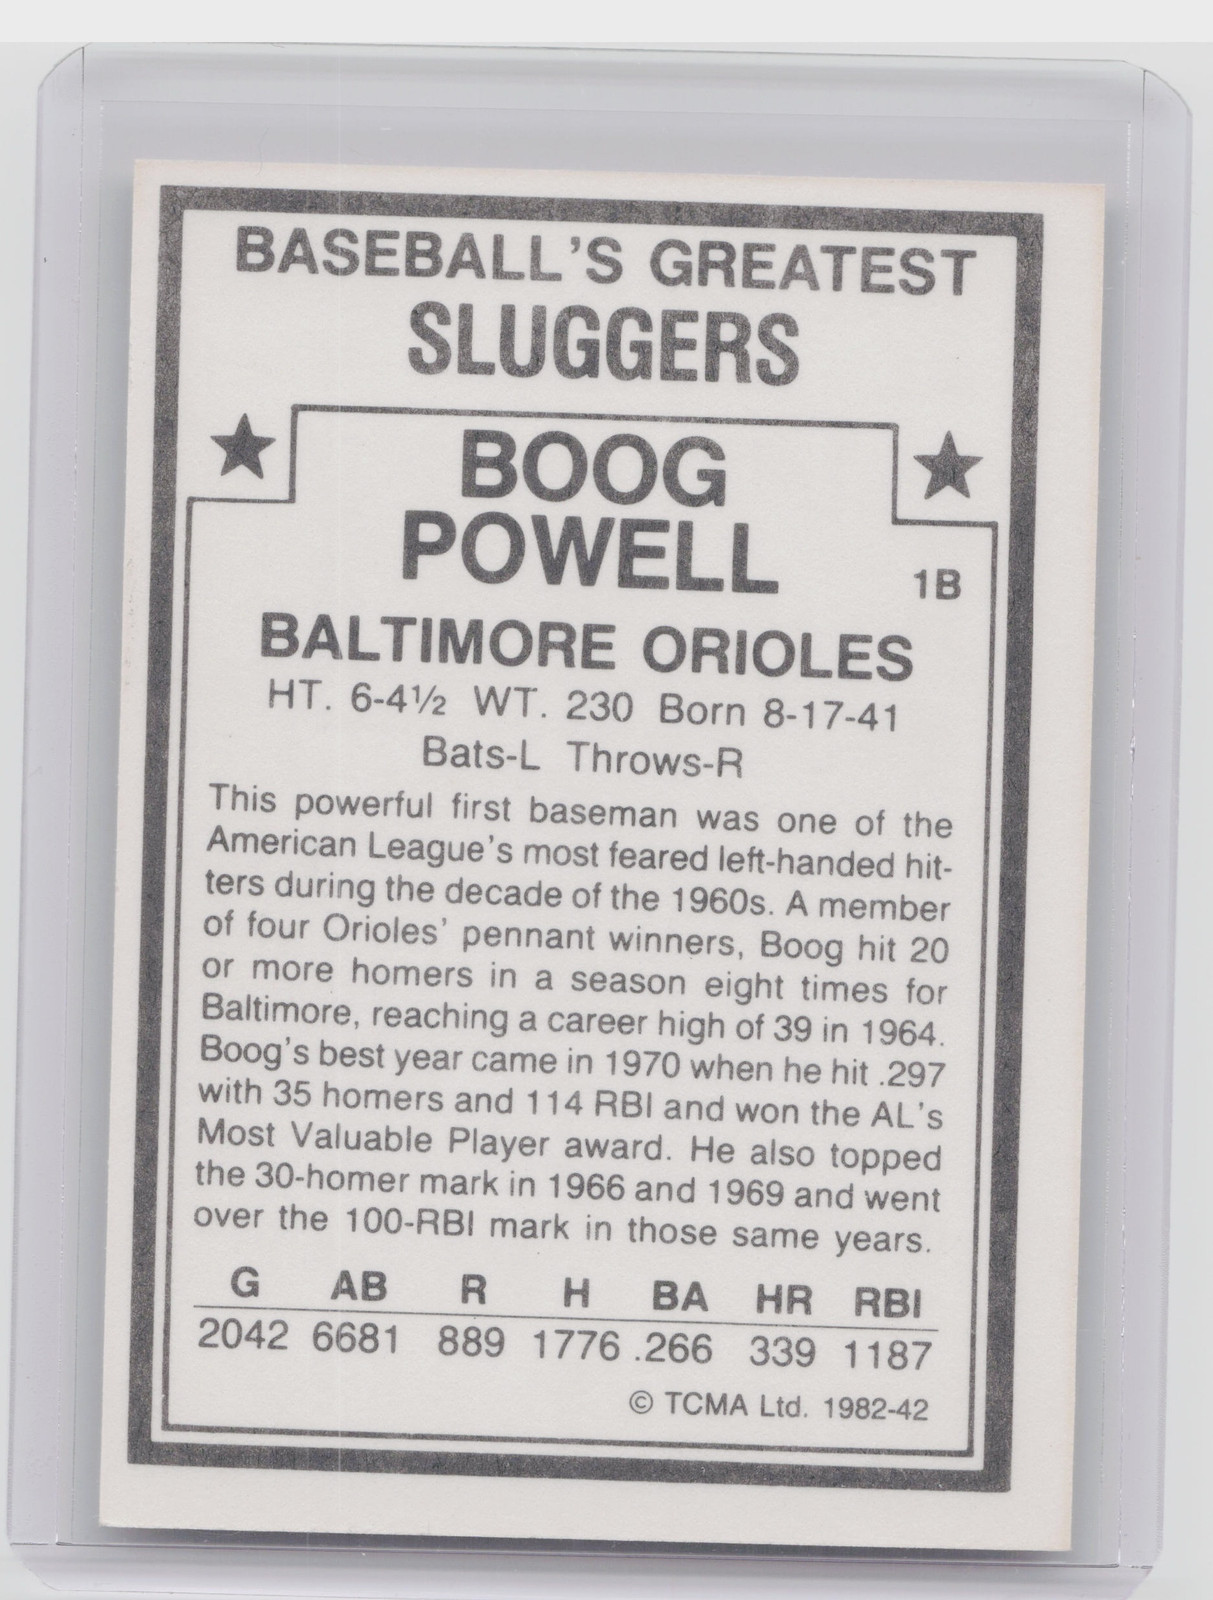 BASEBALL'S GREATEST
SLUGGERS
BOOG
POWELL
1B
BALTIMORE ORIOLES
HT. 6-4½ WT. 230 Born 8-17-41
Bats-L Throws-R
This powerful first baseman was one of the
American League's most feared left-handed hit-
ters during the decade of the 1960s. A member
of four Orioles' pennant winners, Boog hit 20
or more homers in a season eight times for
Baltimore, reaching a career high of 39 in 1964.
Boog's best year came in 1970 when he hit .297
with 35 homers and 114 RBI and won the AL's
Most Valuable Player award. He also topped
the 30-homer mark in 1966 and 1969 and went
over the 100-RBI mark in those same years.
G AB R H BA HR RBI
2042 6681 889 1776 .266 339 1187
© TCMA Ltd. 1982-42